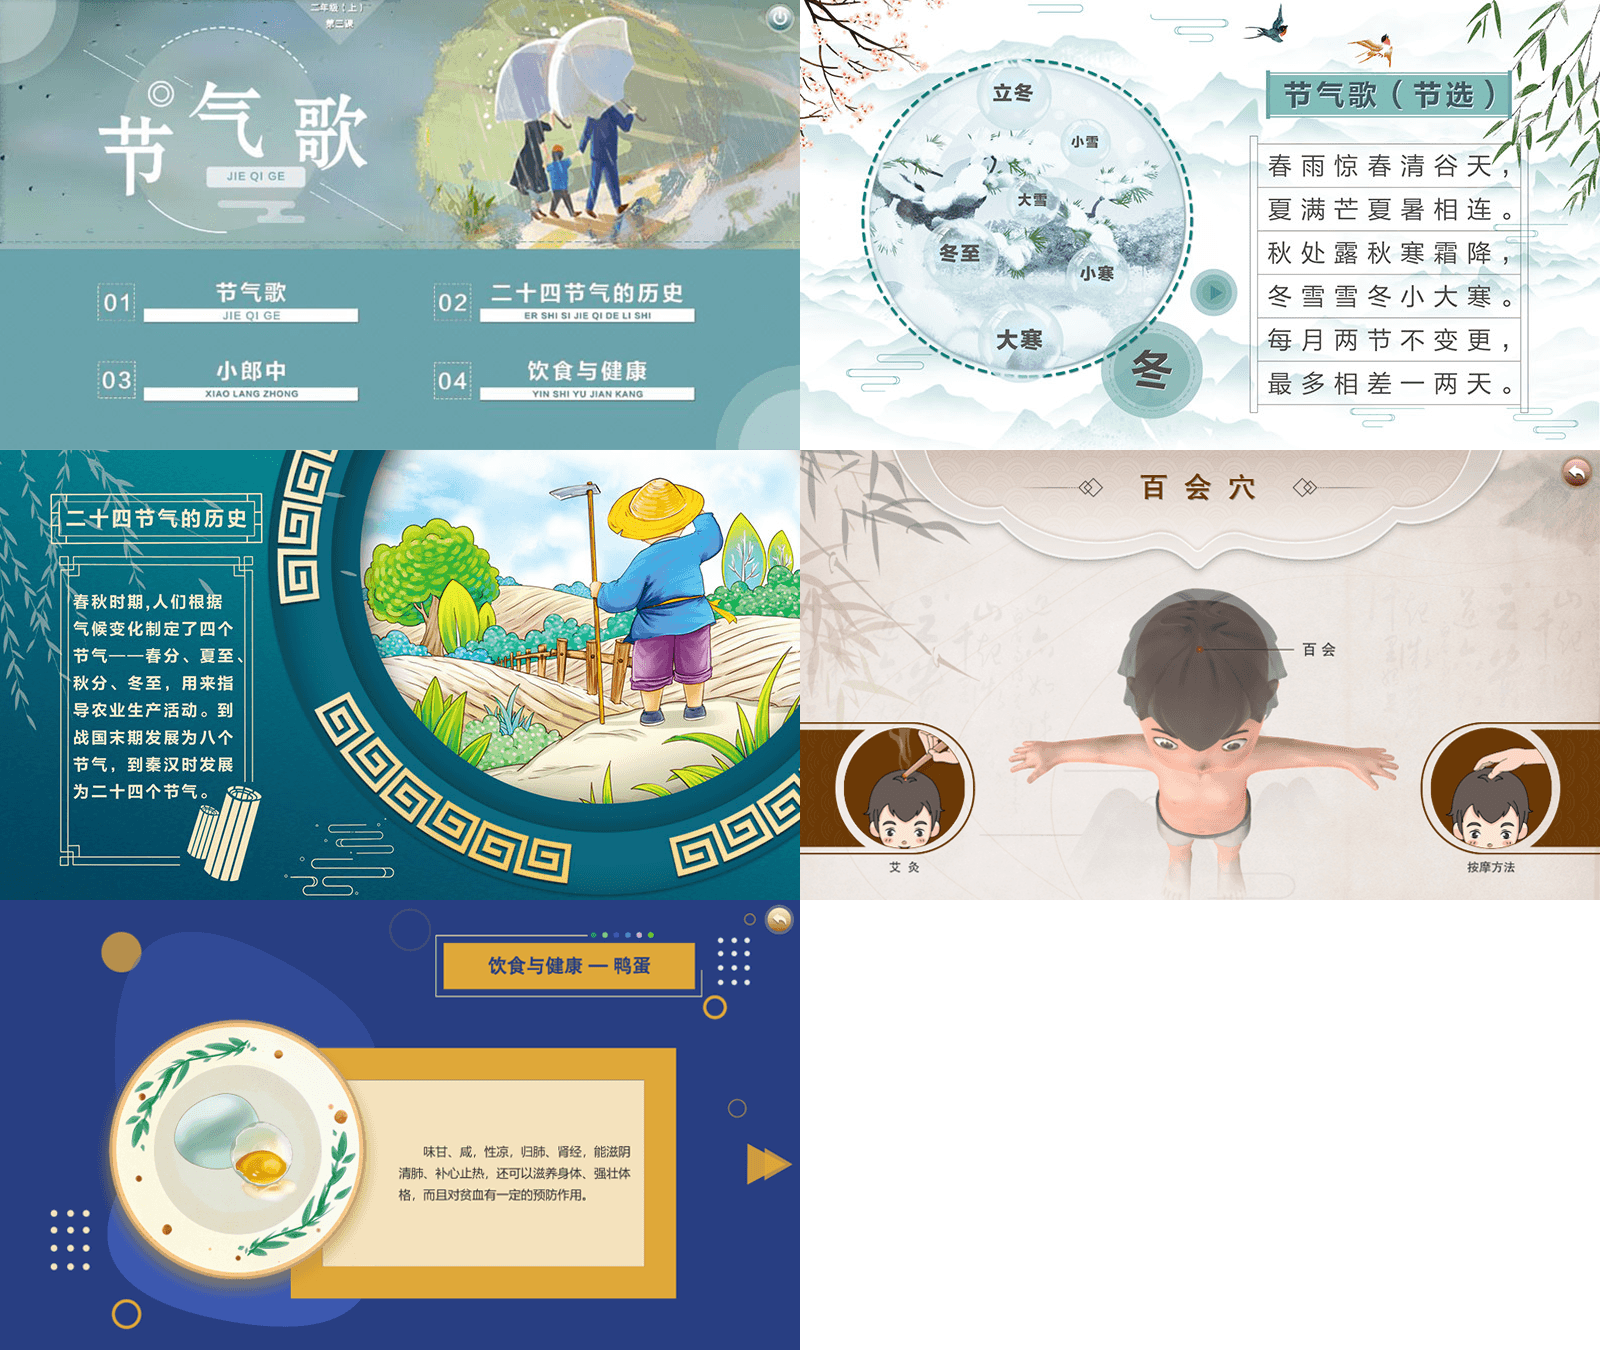 二年级（上）
第三课
节气歌
JIE QI GE
01
节气歌
JIE QI GE
02
二十四节气的历史
ER SHI SI JIE QI DE LI SHI
03
小郎中
XIAO LANG ZHONG
04
饮食与健康
YIN SHI YU JIAN KANG
立冬
小雪
大雪
冬至
小寒
大寒
冬
节气歌（节选）
春雨惊春清谷天，
夏满芒夏暑相连。
秋处露秋寒霜降，
冬雪雪冬小大寒。
每月两节不变更，
最多相差一两天。
二十四节气的历史
春秋时期，人们根据
气候变化制定了四个
节气——春分、夏至、
秋分、冬至，用来指
导农业生产活动。到
战国末期发展为八个
节气，到秦汉时发展
为二十四个节气。
百会穴
百会
艾灸
按摩方法
饮食与健康 — 鸭蛋
味甘、咸，性凉，归肺、肾经，能滋阴
清肺、补心止热，还可以滋养身体、强壮体
格，而且对贫血有一定的预防作用。